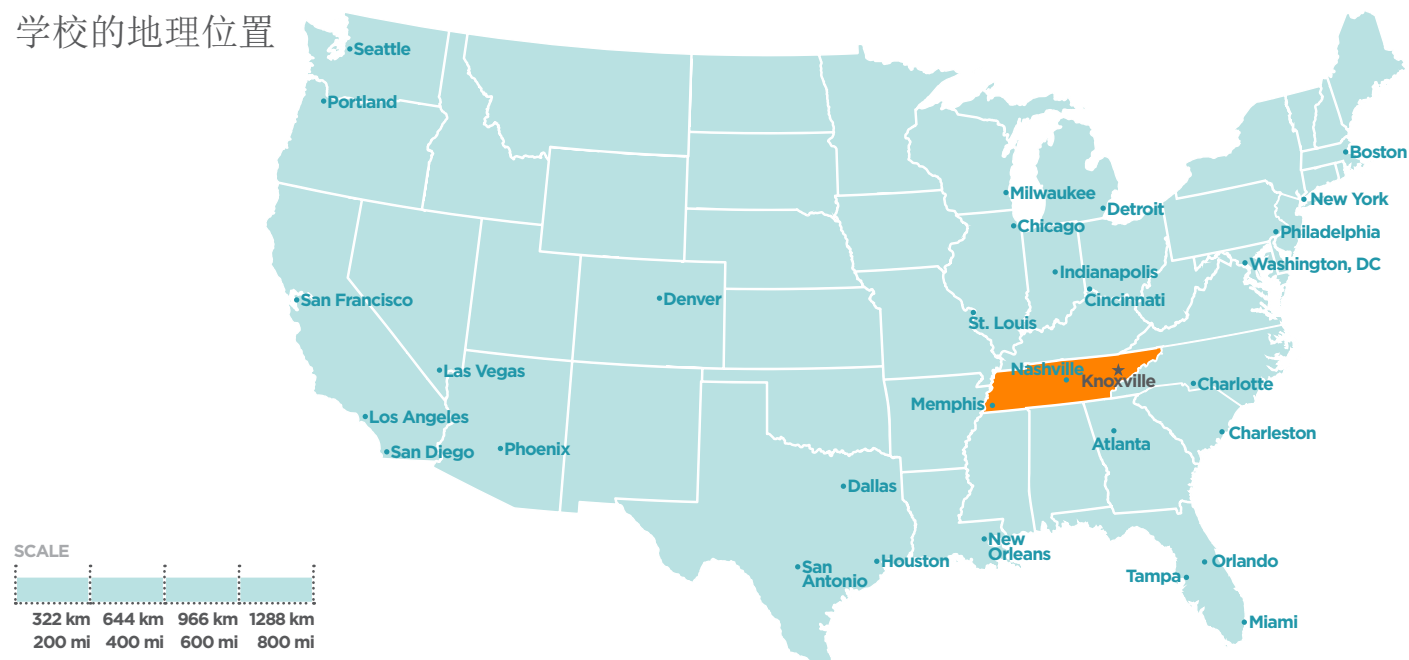 学校的地理位置
Seattle
Portland
Boston
Milwaukee
New York
Detroit
Chicago
Philadelphia
Washington, DC
Indianapolis
San Francisco
Denver
Cincinnati
St. Louis
Las Vegas
Nashville
Knoxville
Charlotte
Memphis
Los Angeles
Charleston
Atlanta
San Diego
Phoenix
Dallas
New
Orleans
SCALE
Houston
Orlando
San
Antonio
Tampa
322 km 644 km 966 km 1288 km
Miami
200 mi 400 mi 600 mi 800 mi